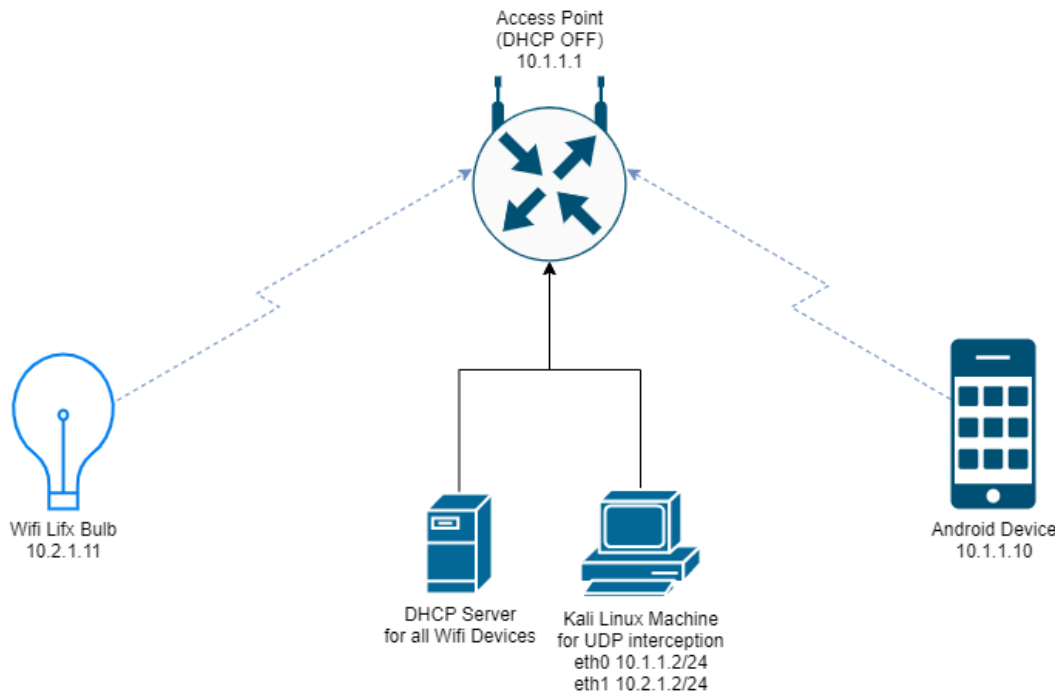 Access Point
(DHCP OFF)
10.1.1.1
Wifi Lifx Bulb
10.2.1.11
Android Device
10.1.1.10
DHCP Server
for all Wifi Devices
Kali Linux Machine
for UDP interception
eth0 10.1.1.2/24
eth1 10.2.1.2/24